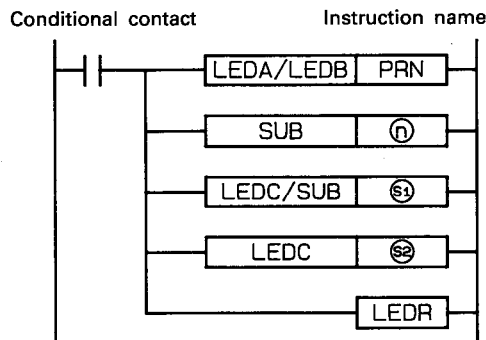 Conditional contact Instruction name
LEDA/LEDB PRN
SUB n
LEDC/SUB S1
LEDC S2
LEDR